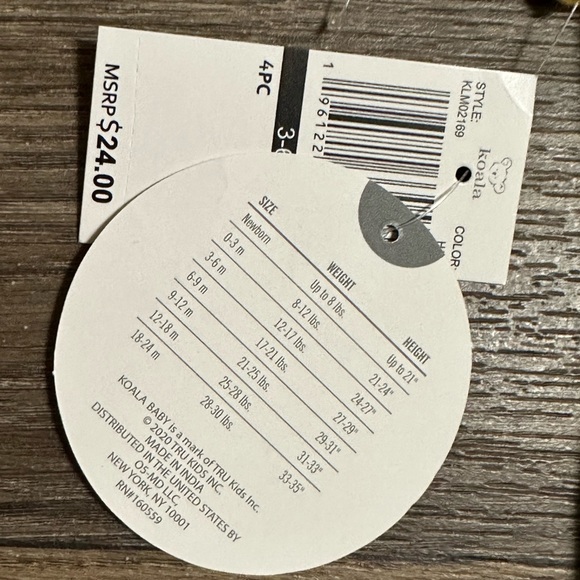 MSRP $24.00
4PC
3-6
1 96122
STYLE:
KLM02169
koala
COLOR:
SIZE WEIGHT HEIGHT
Newborn Up to 8 lbs. Up to 21"
0-3 m 8-12 lbs. 21-24"
3-6 m 12-17 lbs. 24-27"
6-9 m 17-21 lbs. 27-29"
9-12 m 21-25 lbs. 29-31"
12-18 m 25-28 lbs. 31-33"
18-24 m 28-30 lbs. 33-35"
KOALA BABY is a mark of TRU Kids Inc.
© 2020 TRU KIDS INC.
MADE IN INDIA
DISTRIBUTED IN THE UNITED STATES BY
O5-MD LLC,
NEW YORK, NY 10001
RN#160559